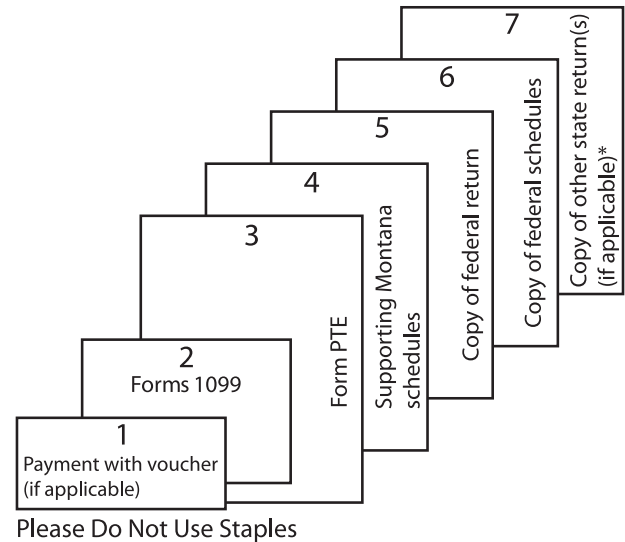 7
Copy of other state return(s)
(if applicable)*
6
Copy of federal schedules
5
Copy of federal return
4
Supporting Montana
schedules
3
Form PTE
2
Forms 1099
1
Payment with voucher
(if applicable)
Please Do Not Use Staples